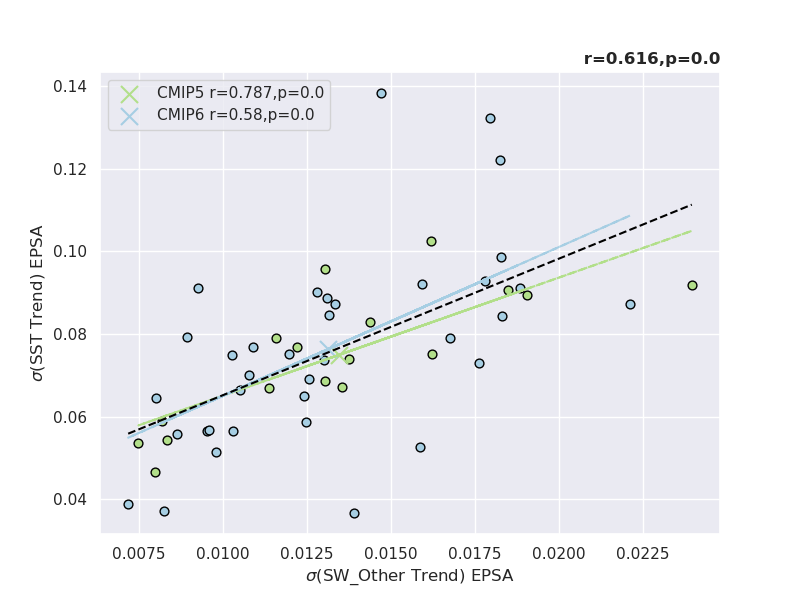 r=0.616,p=0.0
CMIP5 r=0.787,p=0.0
CMIP6 r=0.58,p=0.0
0.14
0.12
0.10
0.08
0.06
0.04
σ(SST Trend) EPSA
0.0075 0.0100 0.0125 0.0150 0.0175 0.0200 0.0225
σ(SW_Other Trend) EPSA